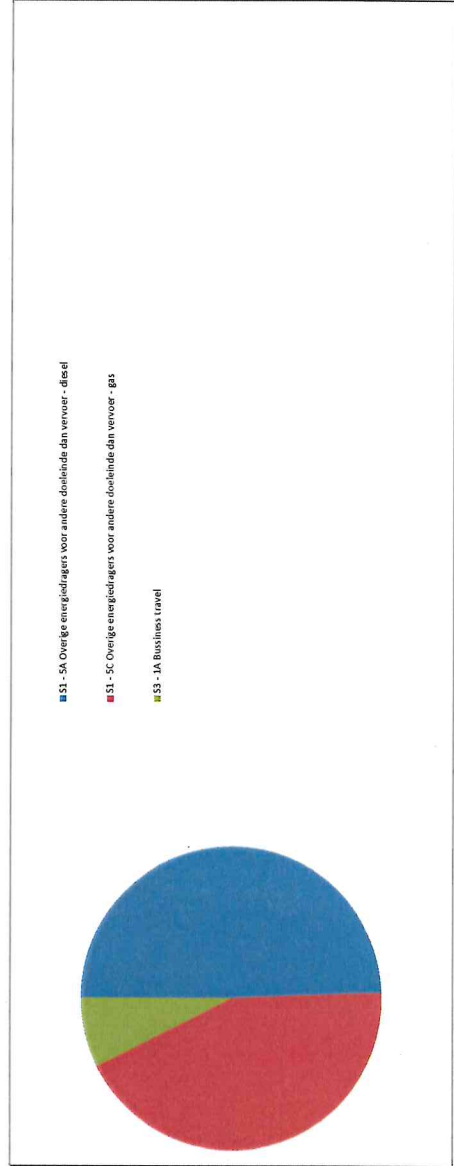 S1 - 5A Overige energiedragers voor andere doeleinde dan vervoer - diesel
S1 - 5C Overige energiedragers voor andere doeleinde dan vervoer - gas
S3 - 1A Bussiness travel